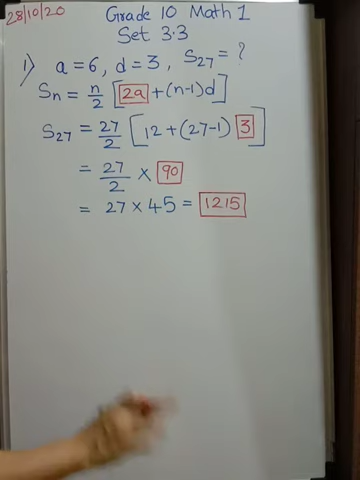 28/10/20 Grade 10 Math 1
Set 3.3
1) a = 6, d = 3, S₂₇ = ?
Sₙ = n/2 [2a + (n-1)d]
S₂₇ = 27/2 [12 + (27-1) 3]
= 27/2 × 90
= 27 × 45 = 1215